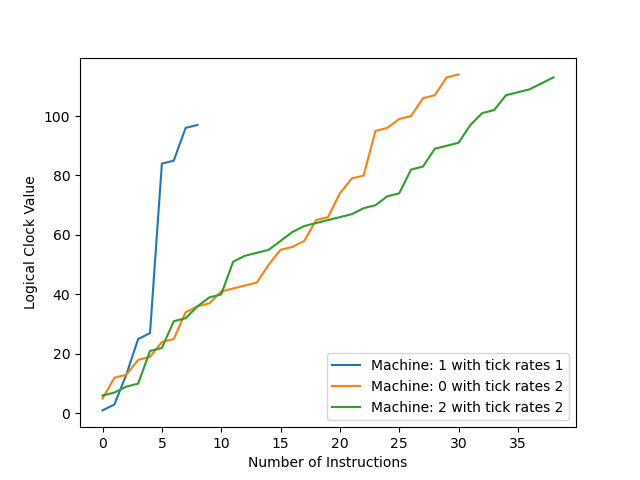 100
80
60
40
20
0
Logical Clock Value
0 5 10 15 20 25 30 35
Number of Instructions
Machine: 1 with tick rates 1
Machine: 0 with tick rates 2
Machine: 2 with tick rates 2